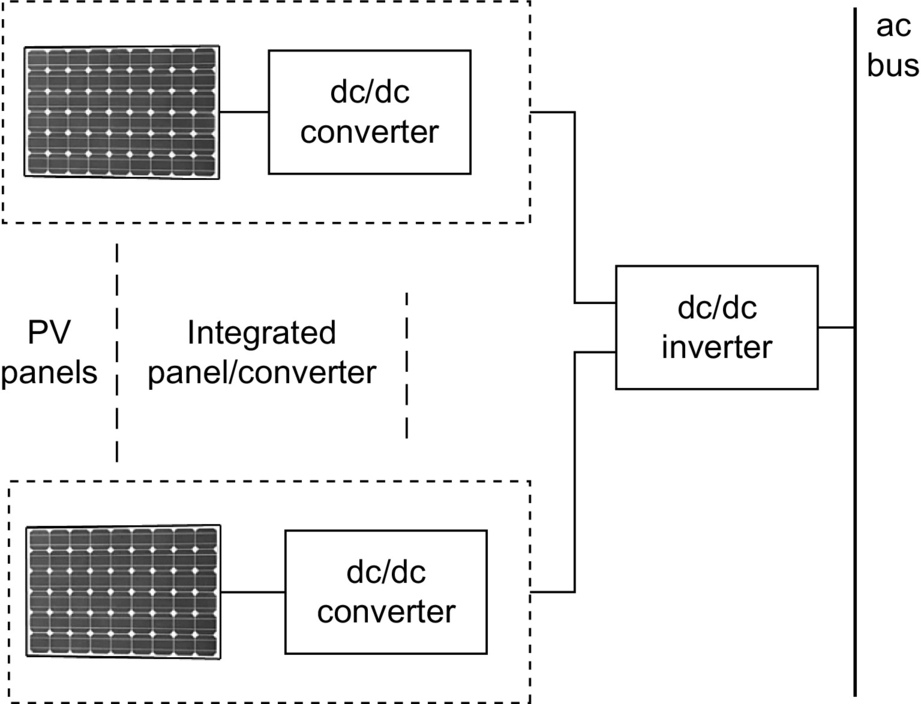 dc/dc
converter
ac
bus
PV
panels
Integrated
panel/converter
dc/dc
inverter
dc/dc
converter